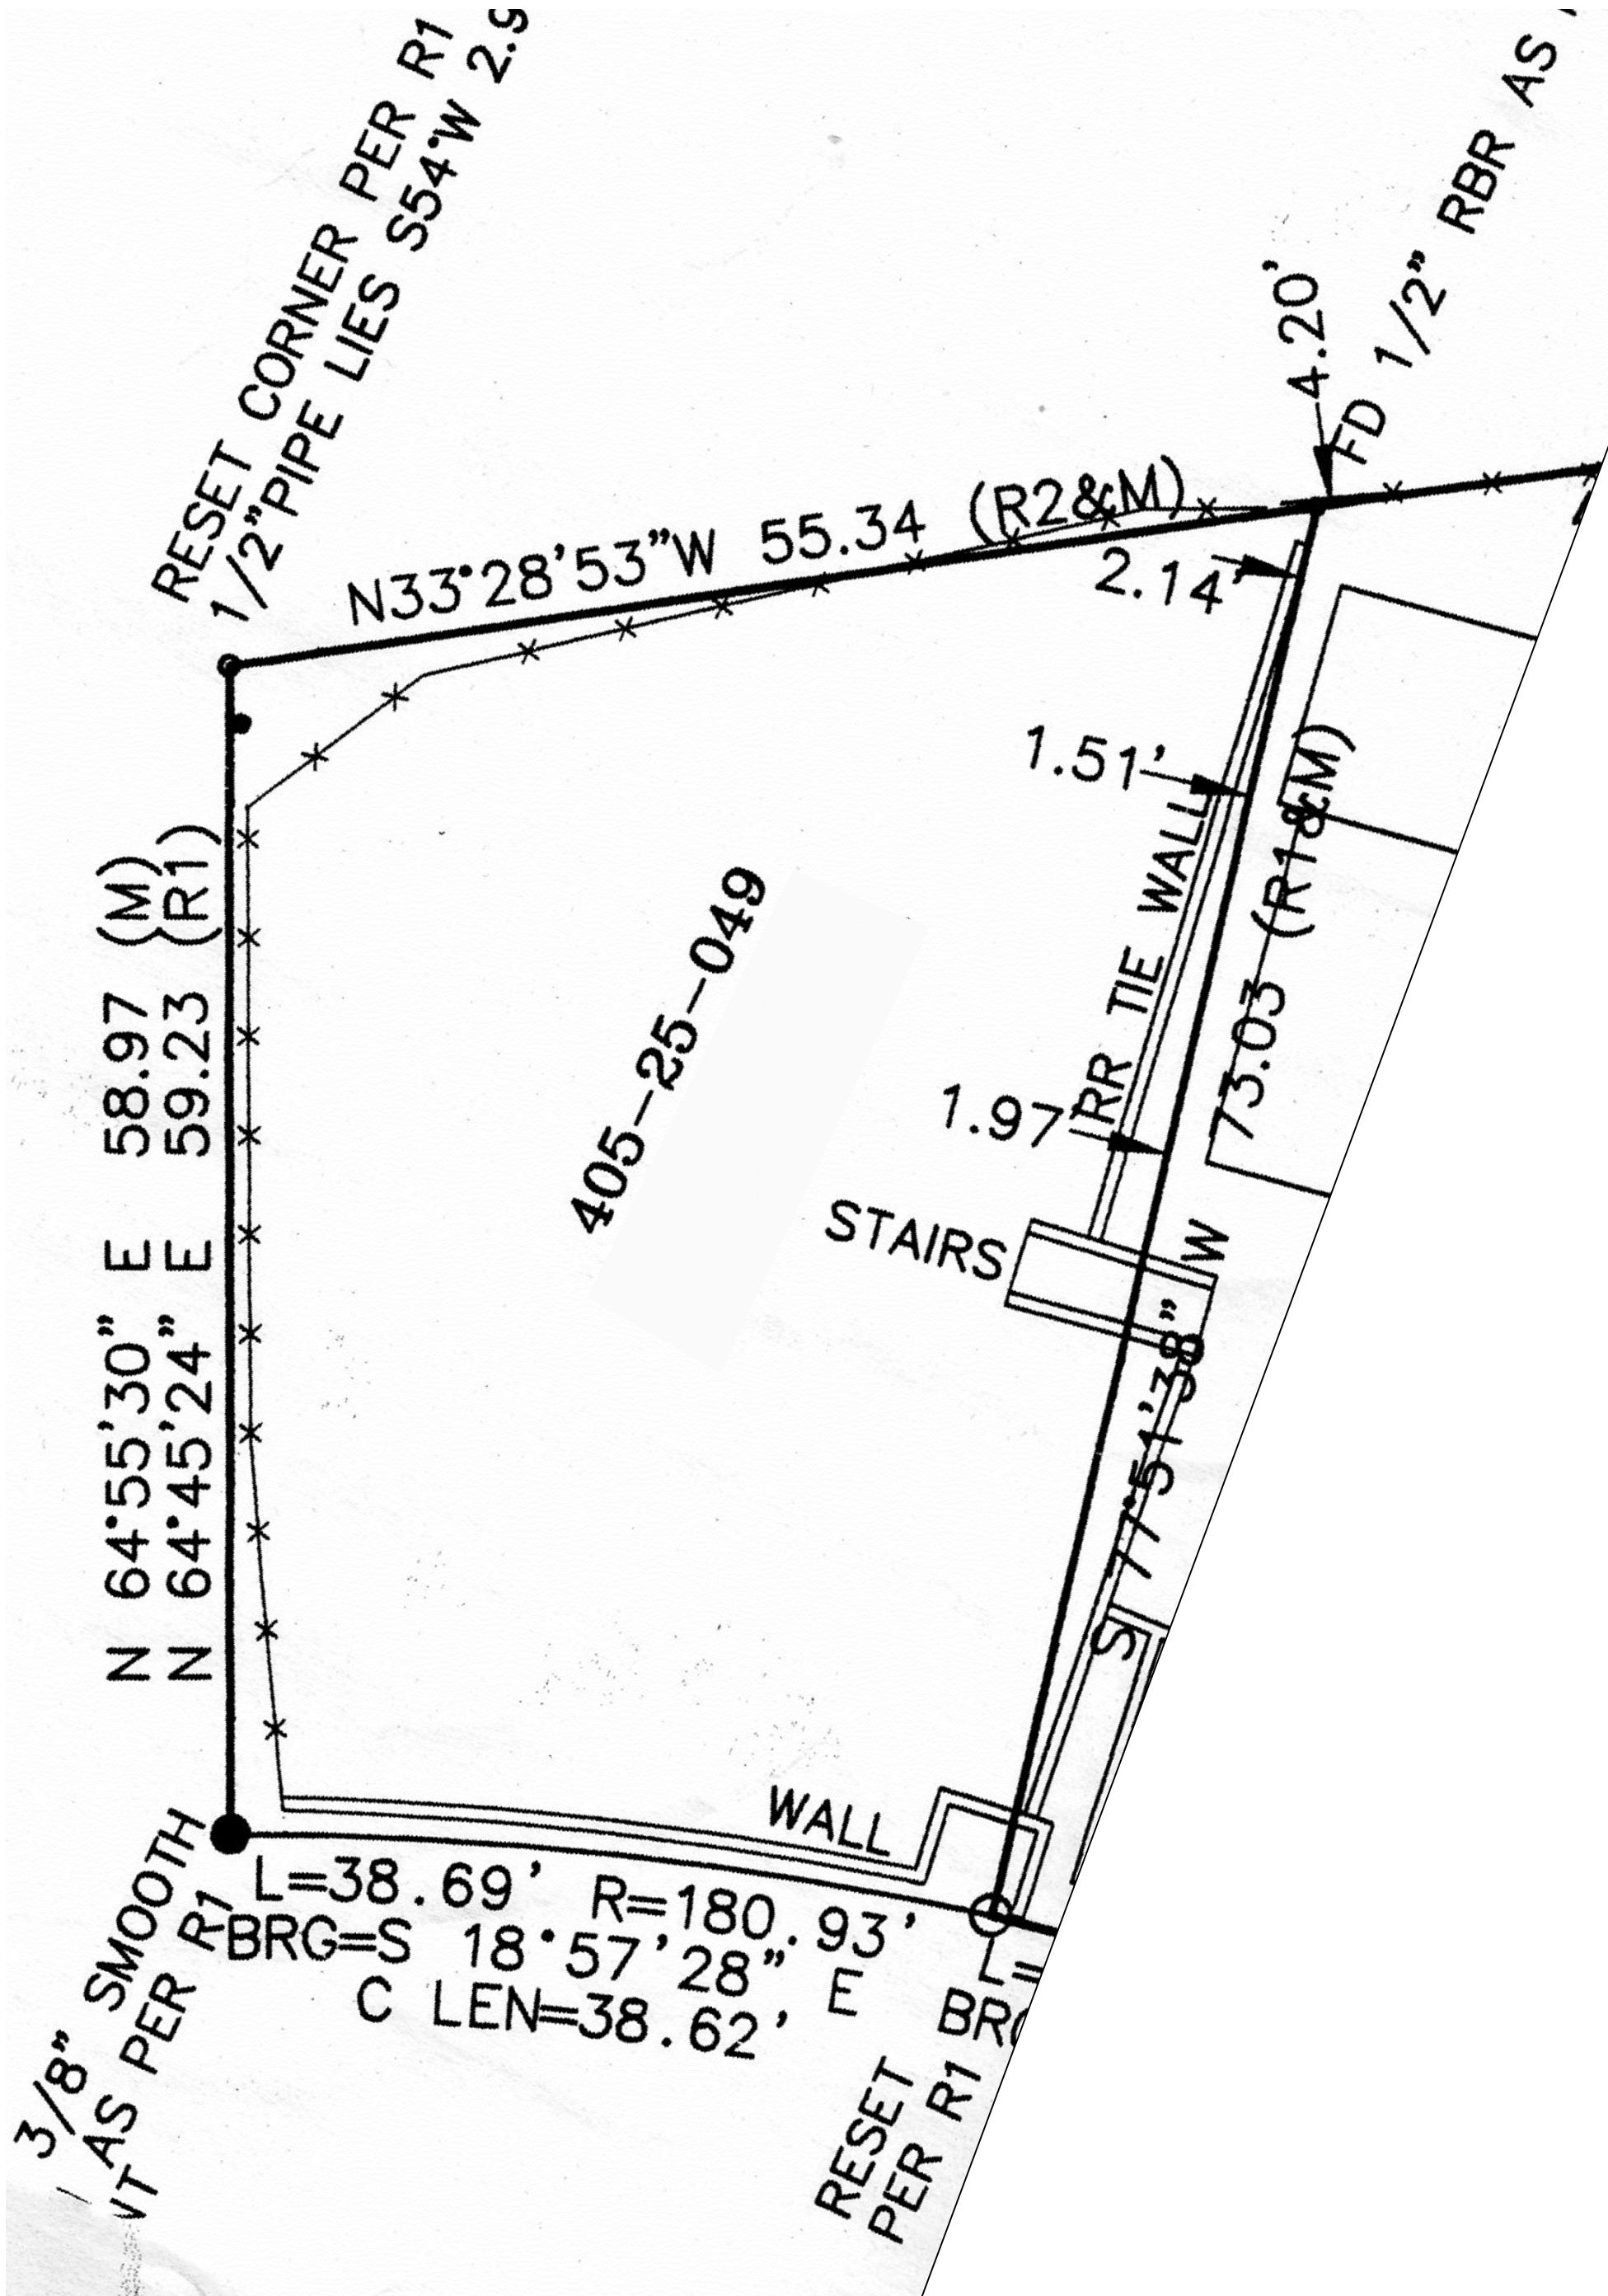 RESET CORNER PER R1
1/2"PIPE LIES S54°W 2.9
4.20'
FD 1/2" RBR AS
N33°28'53"W 55.34 (R2&M)
2.14'
1.51'
RR TIE WALL
1.97'
73.03 (R1&M)
S 77°51'38" W
STAIRS
405-25-049
N 64°55'30" E 58.97 (M)
N 64°45'24" E 59.23 (R1)
WALL
L=38.69' R=180.93'
BRG=S 18°57'28" E
C LEN=38.62'
3/8" SMOOTH
AS PER R1
L=
RESET
PER R1